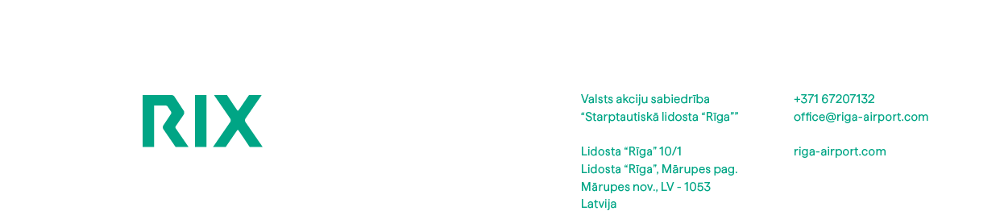 RIX
Valsts akciju sabiedrība
“Starptautiskā lidosta “Rīga””
Lidosta “Rīga” 10/1
Lidosta “Rīga”, Mārupes pag.
Mārupes nov., LV - 1053
Latvija
+371 67207132
office@riga-airport.com
riga-airport.com